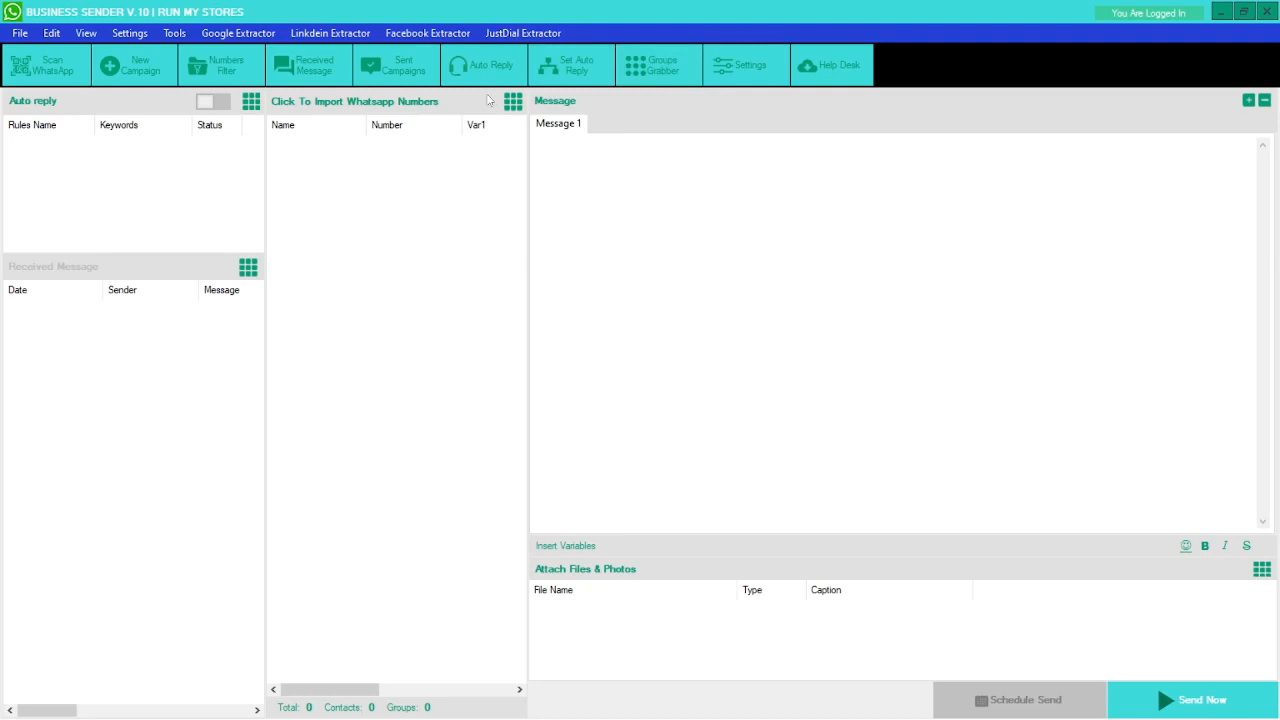 BUSINESS SENDER V.10 | RUN MY STORES
You Are Logged In
File Edit View Settings Tools Google Extractor Linkdein Extractor Facebook Extractor JustDial Extractor
Scan WhatsApp
New Campaign
Numbers Filter
Received Message
Sent Campaigns
Auto Reply
Set Auto Reply
Groups Grabber
Settings
Help Desk
Auto reply
Rules Name Keywords Status
Received Message
Date Sender Message
Click To Import Whatsapp Numbers
Name Number Var1
Total: 0 Contacts: 0 Groups: 0
Message
Message 1
Insert Variables
B I S
Attach Files & Photos
File Name Type Caption
Schedule Send
Send Now